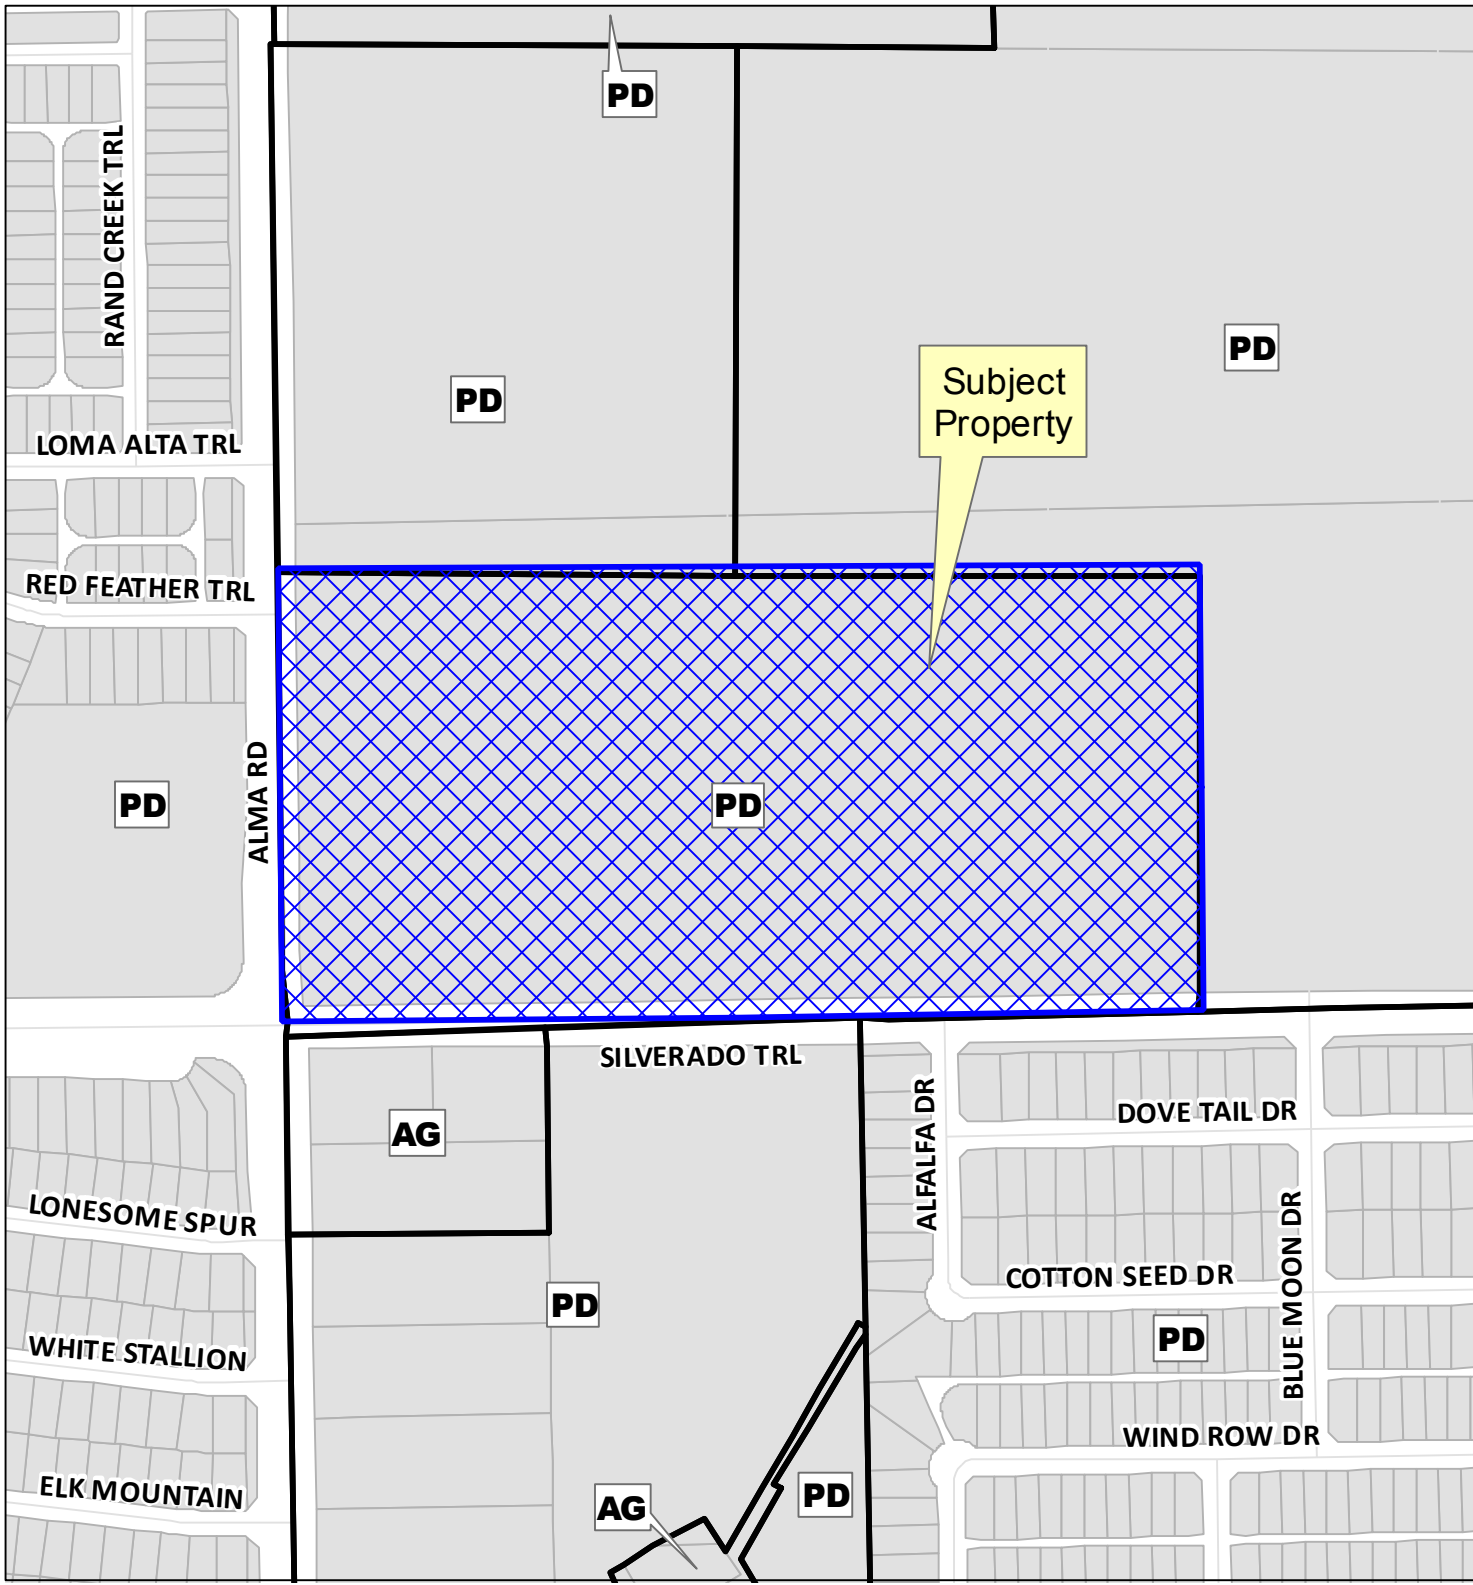 PD
RAND CREEK TRL
PD
Subject
Property
PD
LOMA ALTA TRL
RED FEATHER TRL
PD
ALMA RD
PD
SILVERADO TRL
AG
ALFALFA DR
DOVE TAIL DR
LONESOME SPUR
BLUE MOON DR
COTTON SEED DR
PD
PD
WHITE STALLION
WIND ROW DR
ELK MOUNTAIN
AG
PD